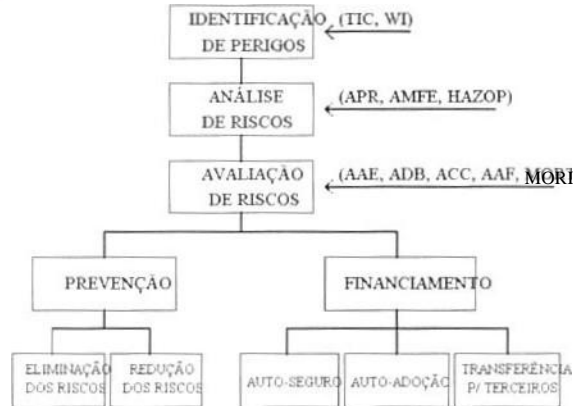 IDENTIFICAÇÃO (TIC, WI)
DE PERIGOS
ANÁLISE (APR, AMFE, HAZOP)
DE RISCOS
AVALIAÇÃO (AAE, ADB, ACC, AAF,
DE RISCOS
PREVENÇÃO FINANCIAMENTO
ELIMINAÇÃO REDUÇÃO AUTO-SEGURO AUTO-ADOÇÃO TRANSFERÊNCIA
DOS RISCOS DOS RISCOS P/ TERCEIROS